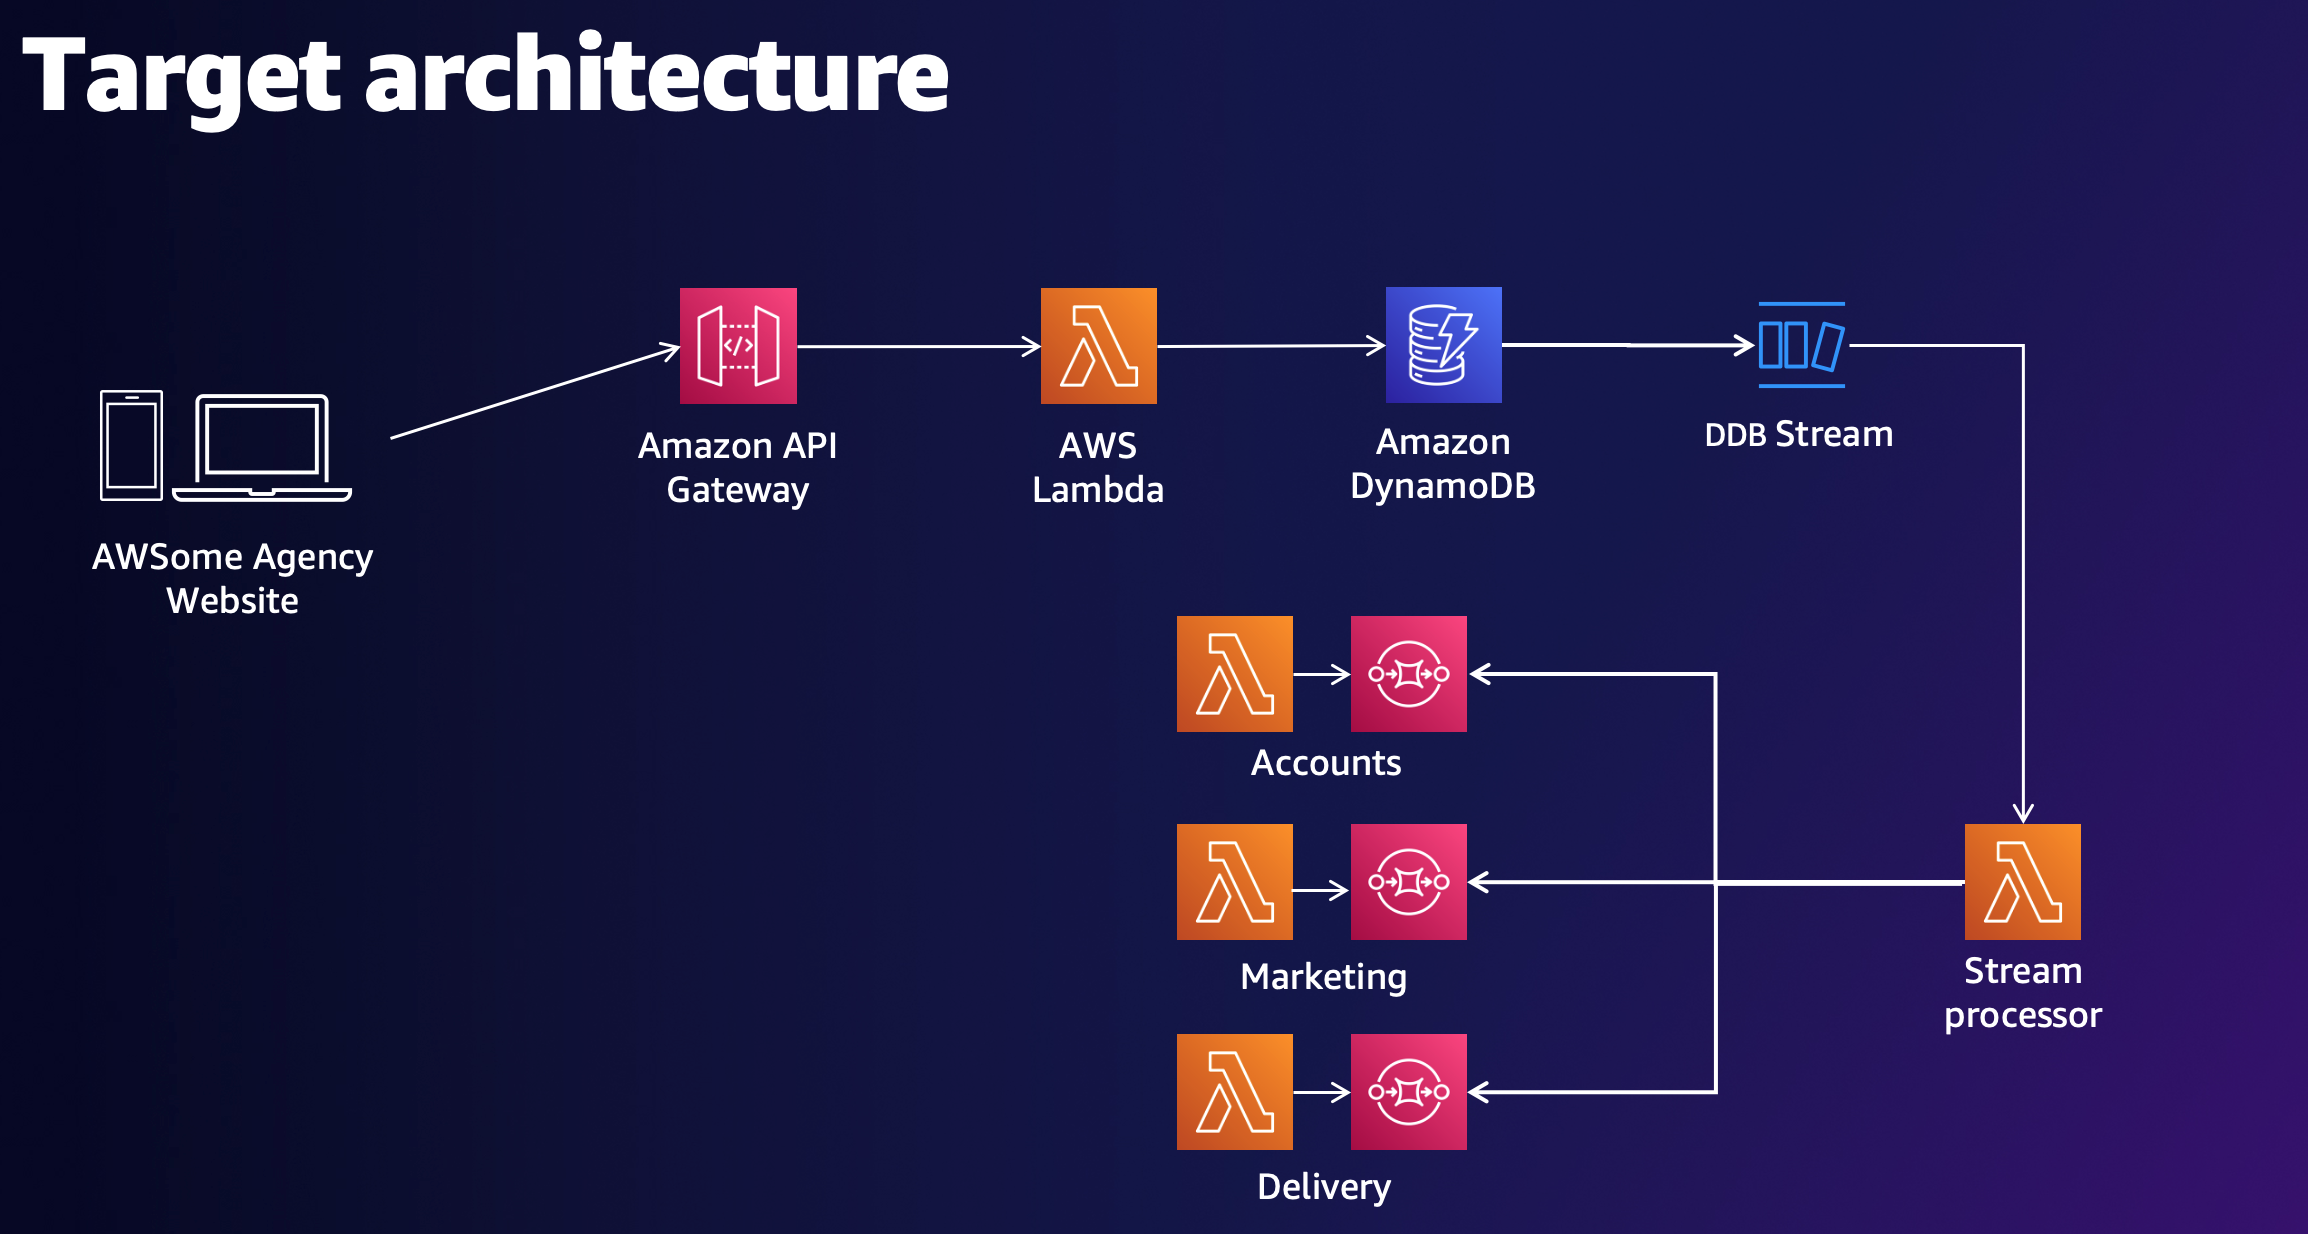 Target architecture
AWSome Agency
Website
Amazon API
Gateway
AWS
Lambda
Amazon
DynamoDB
DDB Stream
Accounts
Marketing
Delivery
Stream
processor